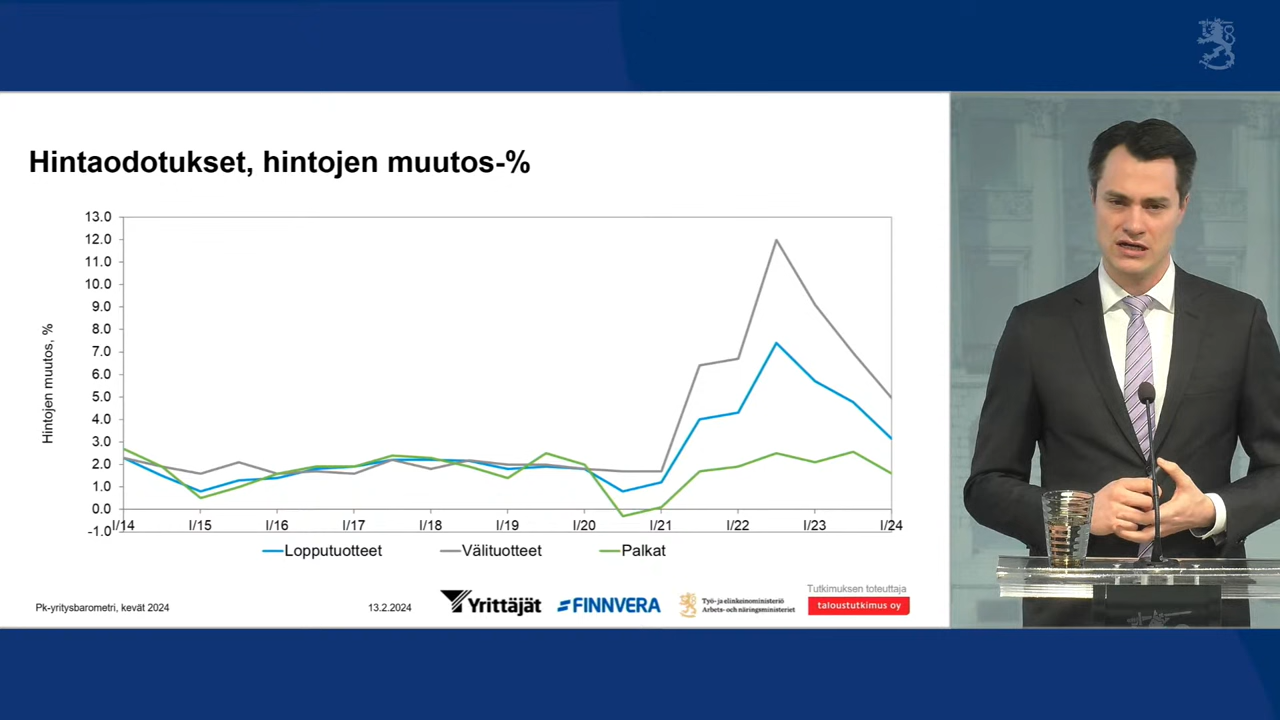 Hintaodotukset, hintojen muutos-%
Hintojen muutos, %
13.0
12.0
11.0
10.0
9.0
8.0
7.0
6.0
5.0
4.0
3.0
2.0
1.0
0.0
-1.0
I/14 I/15 I/16 I/17 I/18 I/19 I/20 I/21 I/22 I/23 I/24
Lopputuotteet Välituotteet Palkat
Pk-yritysbarometri, kevät 2024
13.2.2024
Yrittäjät
FINNVERA
Työ- ja elinkeinoministeriö
Arbets- och näringsministeriet
Tutkimuksen toteuttaja
taloustutkimus oy